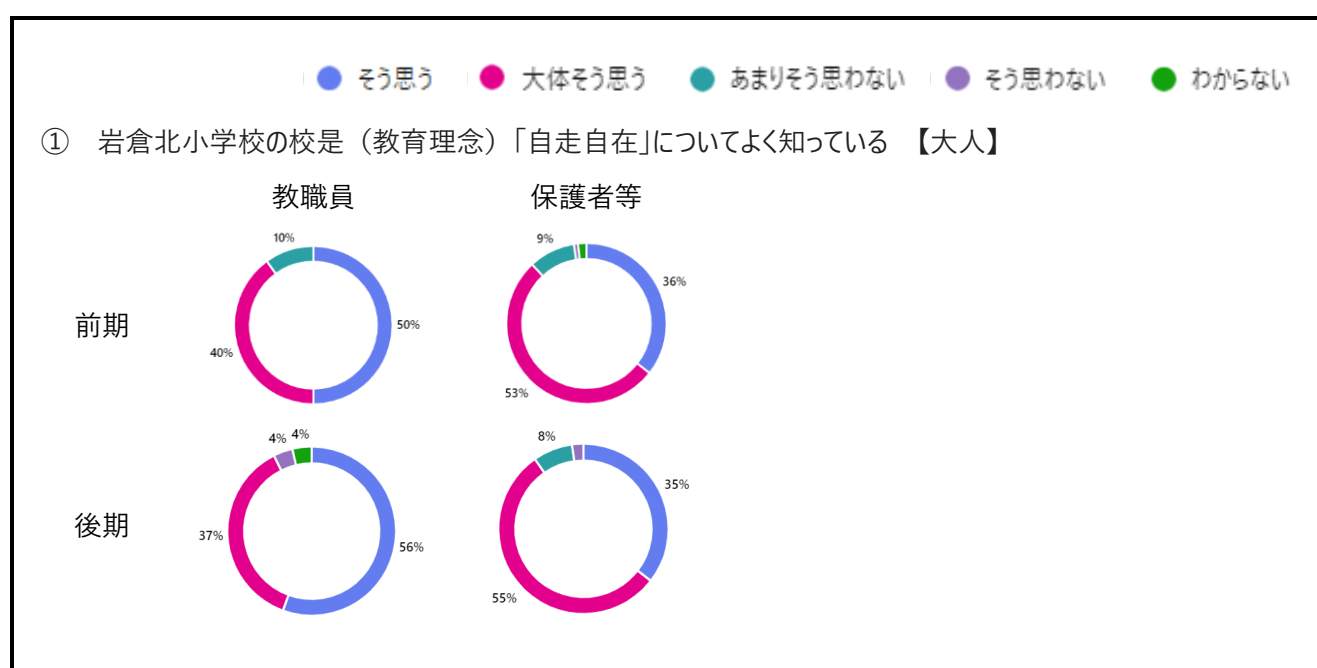 そう思う 大体そう思う あまりそう思わない そう思わない わからない
① 岩倉北小学校の校是（教育理念）「自走自在」についてよく知っている 【大人】
教職員 保護者等
前期
10%
50%
40%
9%
36%
53%
後期
4% 4%
56%
37%
8%
35%
55%